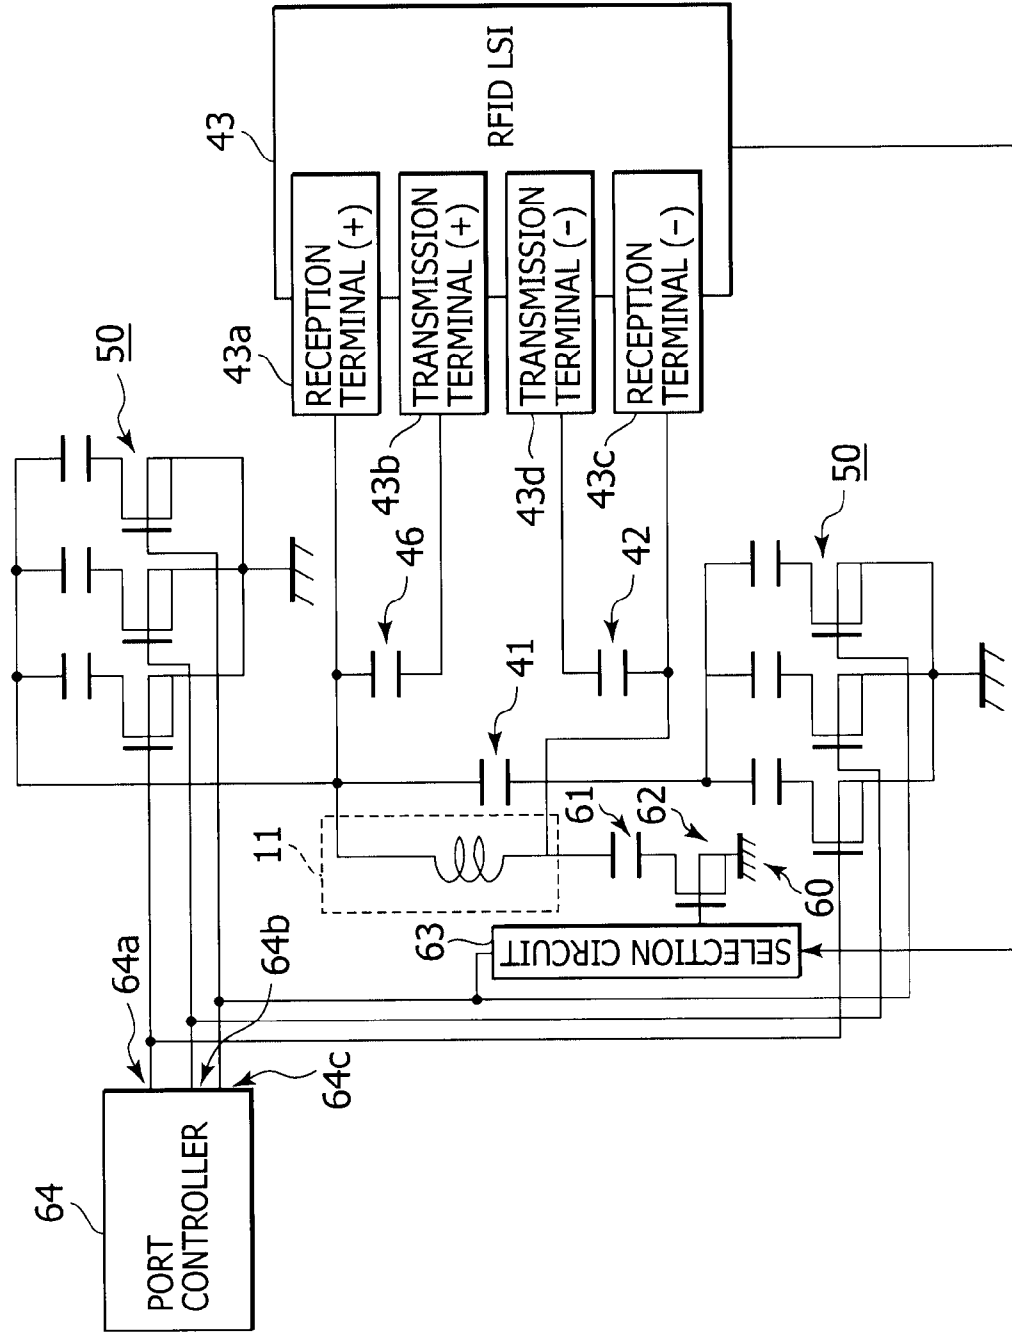 43
RFID LSI
RECEPTION
TERMINAL (+)
TRANSMISSION
TERMINAL (+)
TRANSMISSION
TERMINAL (−)
RECEPTION
TERMINAL (−)
43a
43b
43d
43c
50
46
42
50
41
11
61
62
60
63
SELECTION CIRCUIT
64a
64b
64c
64
PORT
CONTROLLER